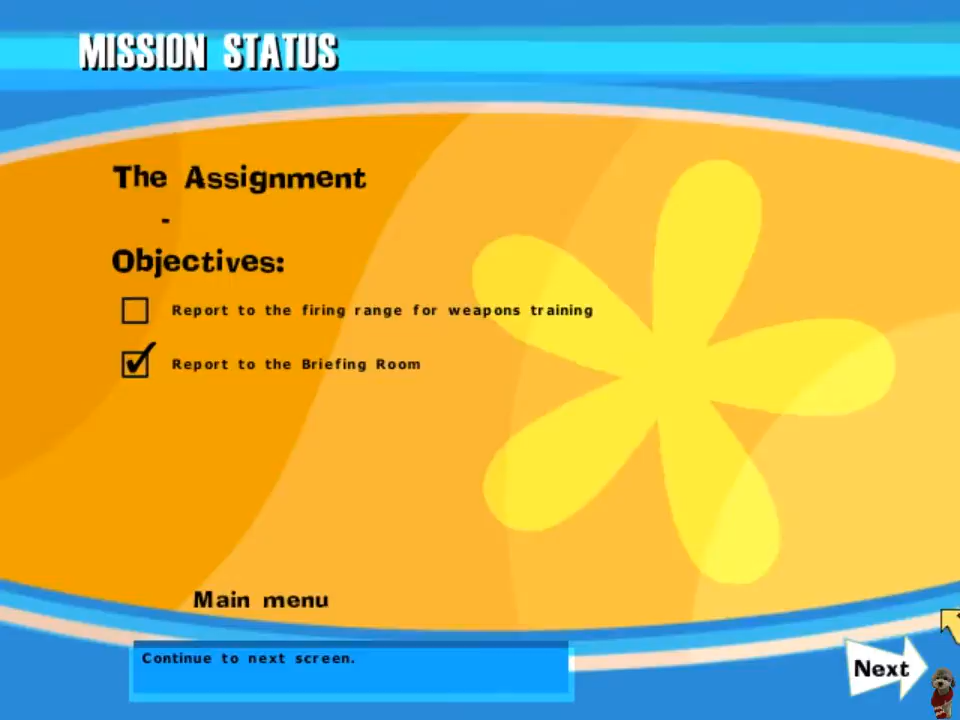 MISSION STATUS
The Assignment
-
Objectives:
Report to the firing range for weapons training
Report to the Briefing Room
Main menu
Continue to next screen.
Next